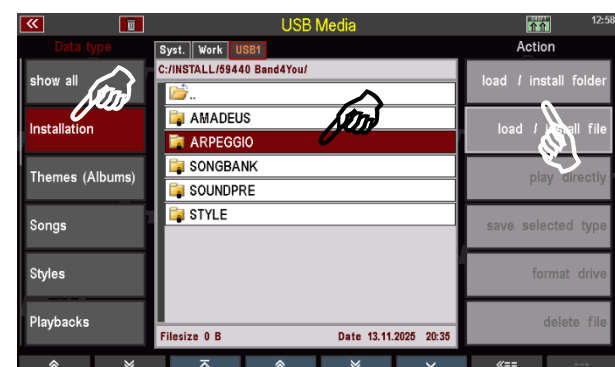 USB Media
12:58
Data type
Syst. Work USB1
Action
C:/INSTALL/59440 Band4You/
show all
..
load / install folder
AMADEUS
Installation
ARPEGGIO
load / install file
SONGBANK
Themes (Albums)
SOUNDPRE
play directly
STYLE
Songs
save selected type
Styles
format drive
Playbacks
delete file
Filesize 0 B
Date 13.11.2025 20:35